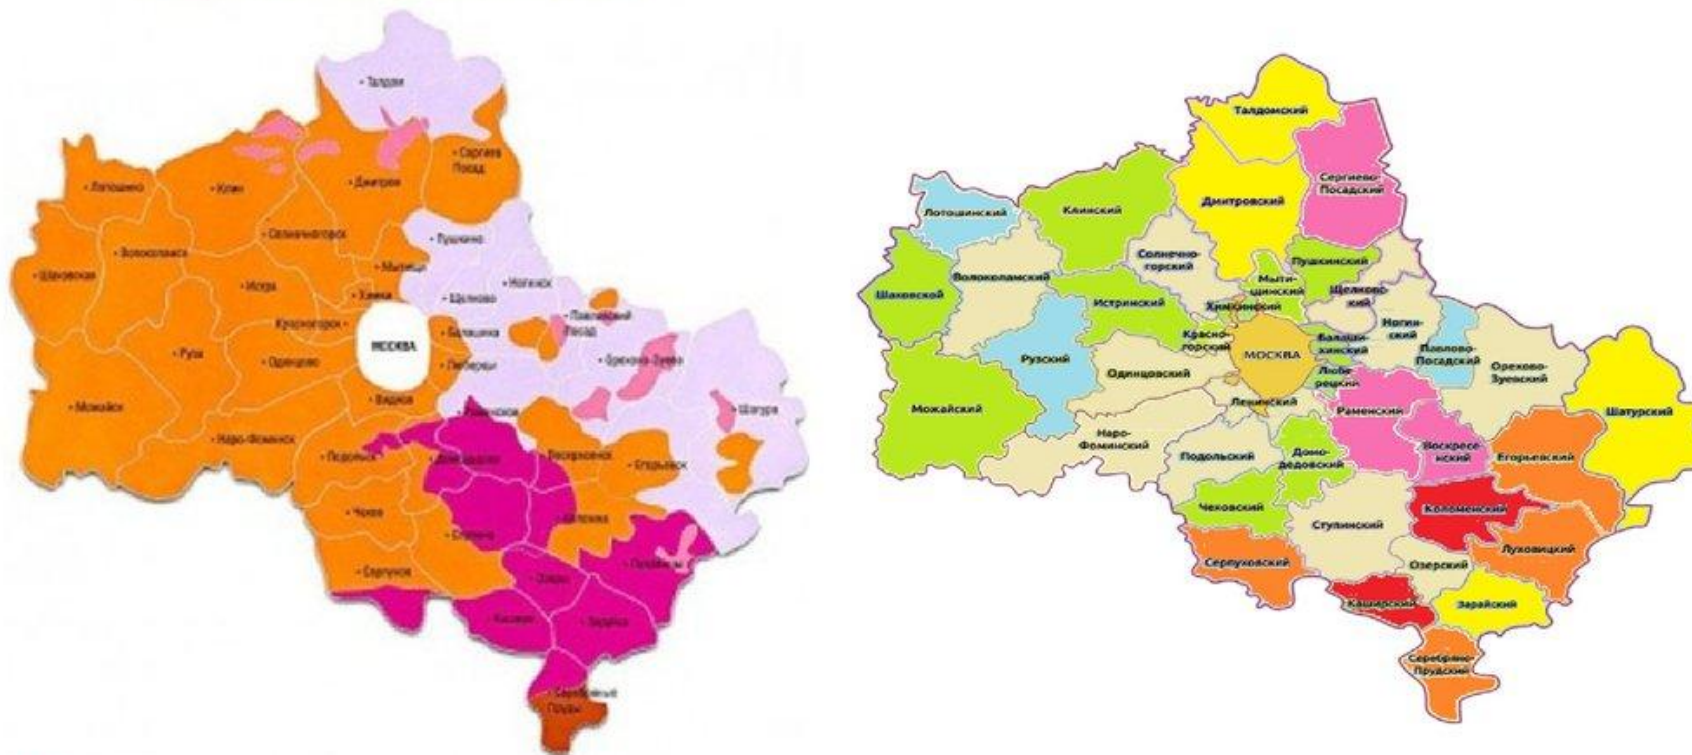 • Талдом
• Сергиев
Посад
• Лотошино
• Клин
• Дмитров
• Солнечногорск
• Пушкино
• Волоколамск
• Мытищи
• Шаховская
• Истра
• Химки
• Щелково
• Ногинск
Красногорск •
• Павловский
Посад
• Балашиха
МОСКВА
• Руза
• Одинцово
• Люберцы
• Орехово-Зуево
• Можайск
• Видное
• Раменское
• Шатура
• Наро-Фоминск
• Подольск
• Домодедово
• Воскресенск
• Егорьевск
• Чехов
• Ступино
• Коломна
• Серпухов
• Озеры
• Луховицы
• Кашира
• Зарайск
• Серебряные
Пруды
Талдомский
Сергиево-
Посадский
Лотошинский
Клинский
Дмитровский
Солнечно-
горский
Пушкинский
Волоколамский
Мыти-
щинский
Щелков-
ский
Шаховской
Истринский
Химкинский
Ногин-
ский
Красно-
горский
Балаши-
хинский
Павлово-
Посадский
МОСКВА
Рузский
Одинцовский
Любе-
рецкий
Орехово-
Зуевский
Можайский
Ленинский
Раменский
Шатурский
Наро-
Фоминский
Подольский
Домо-
дедовский
Воскресе-
нский
Егорьевский
Чеховский
Ступинский
Коломенский
Серпуховский
Озерский
Луховицкий
Каширский
Зарайский
Серебряно-
Прудский